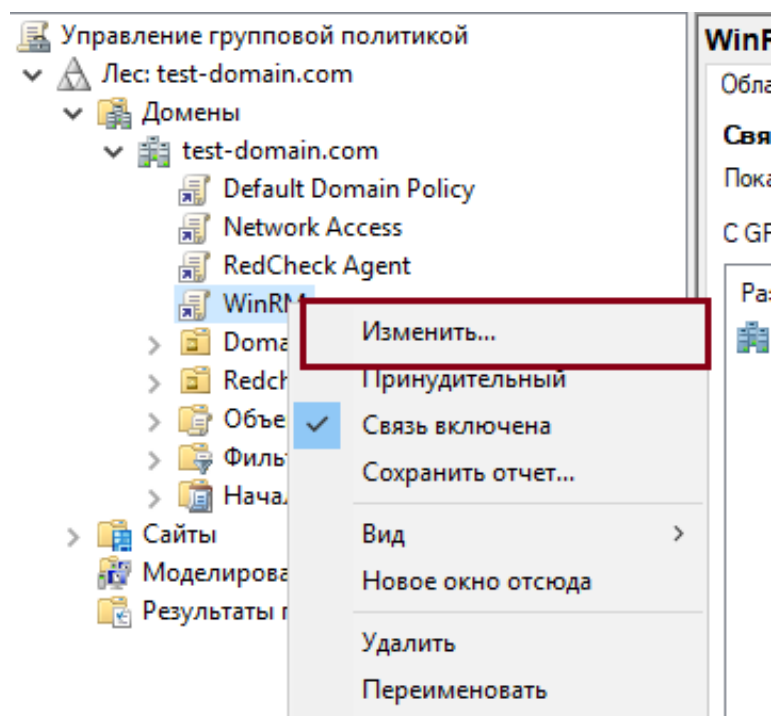 Управление групповой политикой
Лес: test-domain.com
Домены
test-domain.com
Default Domain Policy
Network Access
RedCheck Agent
WinRM
Изменить...
Принудительный
Связь включена
Сохранить отчет...
Вид
Новое окно отсюда
Удалить
Переименовать
Сайты